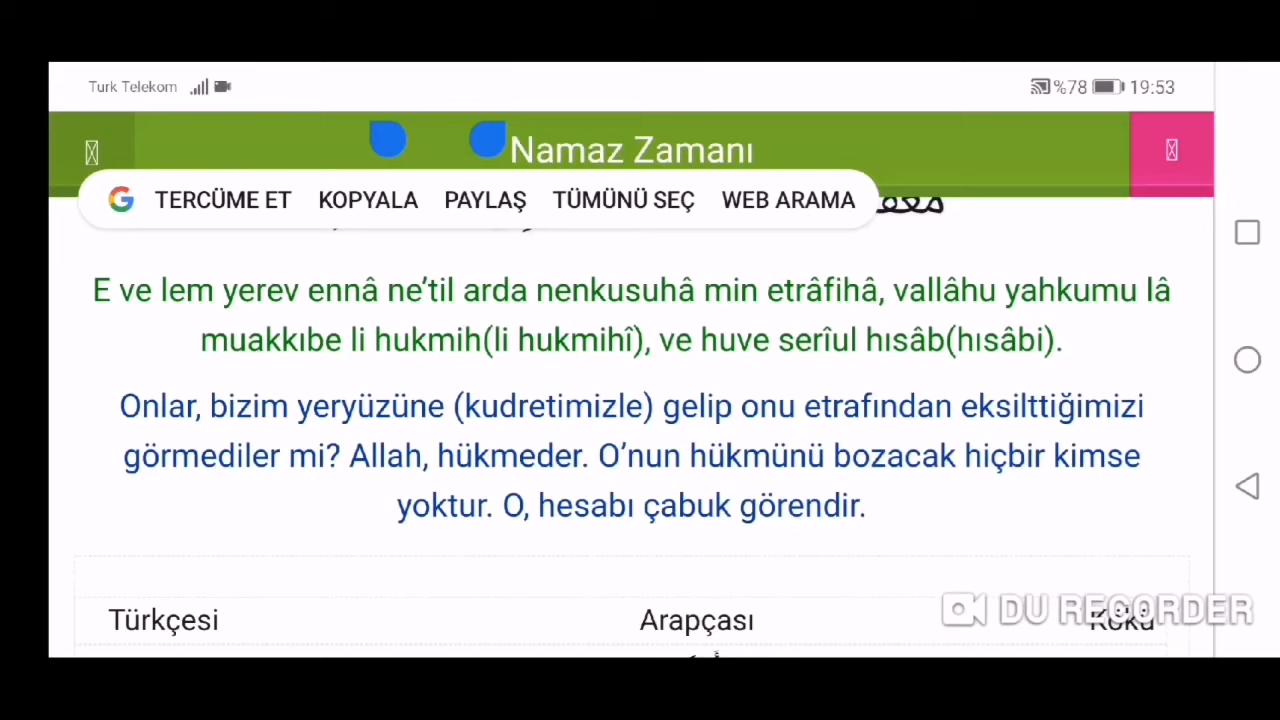 Turk Telekom %78 19:53
Namaz Zamanı
TERCÜME ET KOPYALA PAYLAŞ TÜMÜNÜ SEÇ WEB ARAMA
E ve lem yerev ennâ ne’til arda nenkusuhâ min etrâfihâ, vallâhu yahkumu lâ
muakkıbe li hukmih(li hukmihî), ve huve serîul hısâb(hısâbi).
Onlar, bizim yeryüzüne (kudretimizle) gelip onu etrafından eksilttiğimizi
görmediler mi? Allah, hükmeder. O’nun hükmünü bozacak hiçbir kimse
yoktur. O, hesabı çabuk görendir.
Türkçesi Arapçası Kökü
DU RECORDER